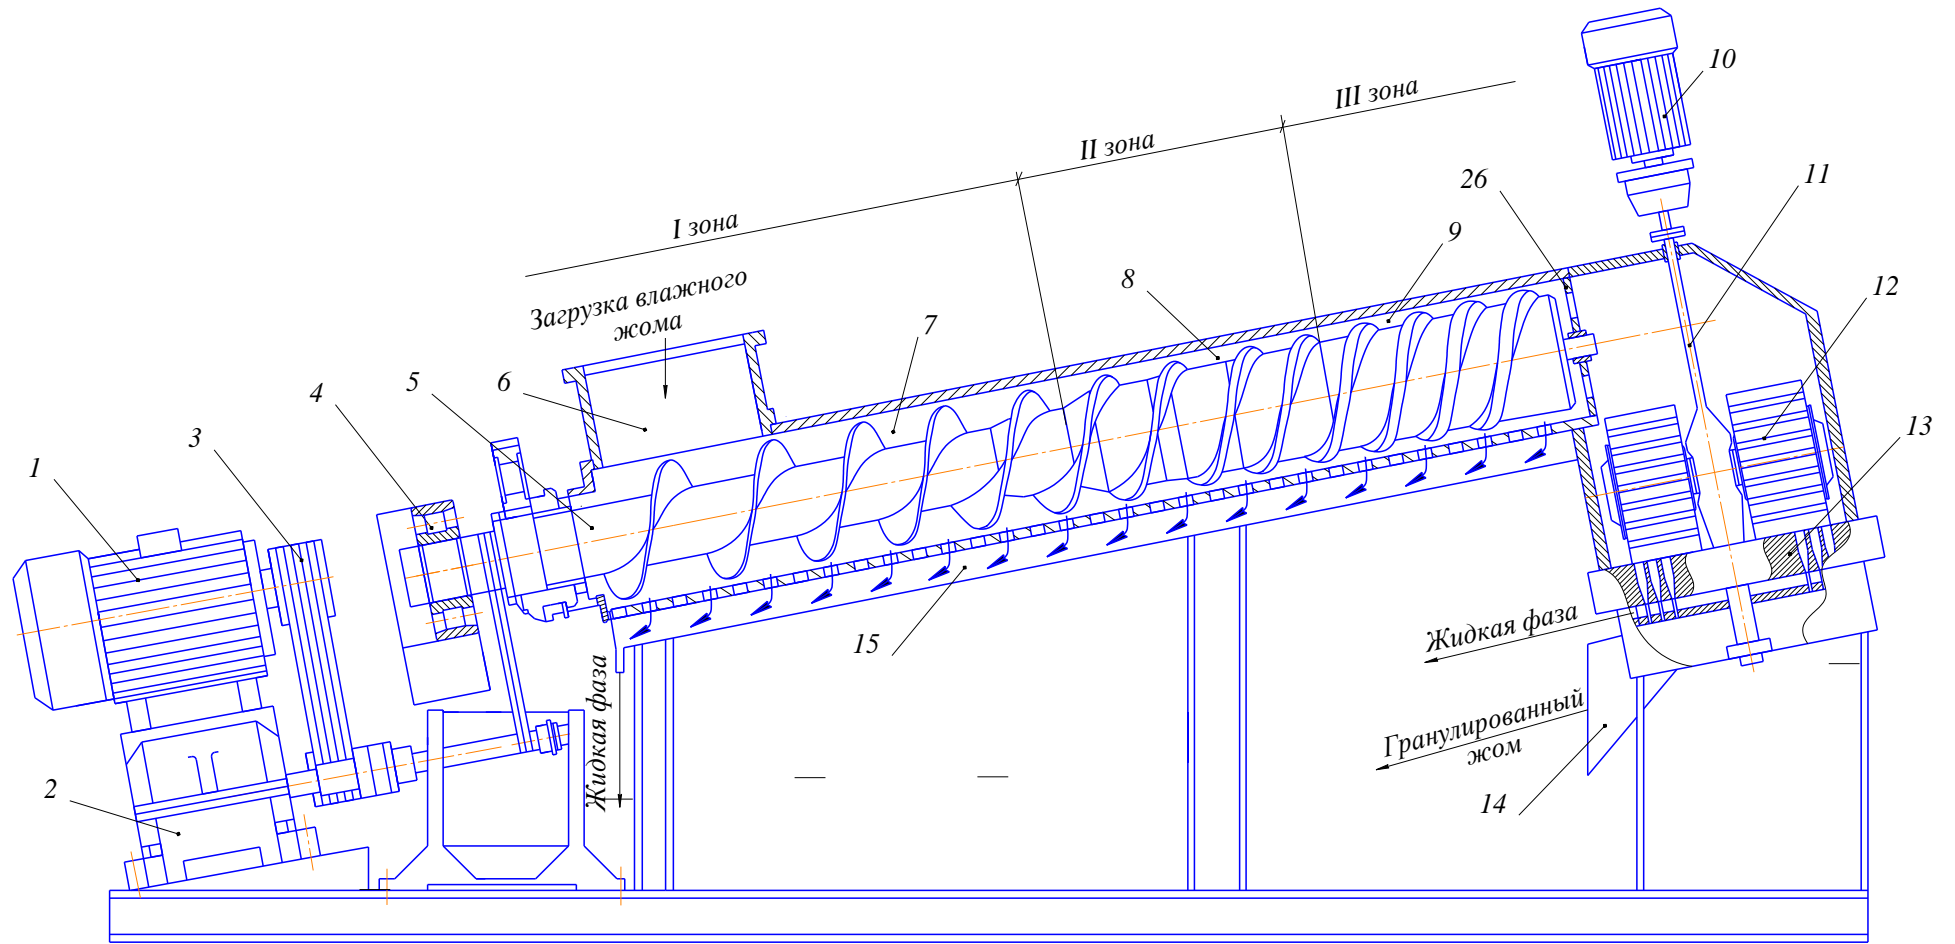 10
III зона
II зона
11
26
I зона
9
8
Загрузка влажного
жома
12
7
6
5
4
13
3
1
Жидкая фаза
15
Жидкая фаза
Гранулированный
жом
14
2